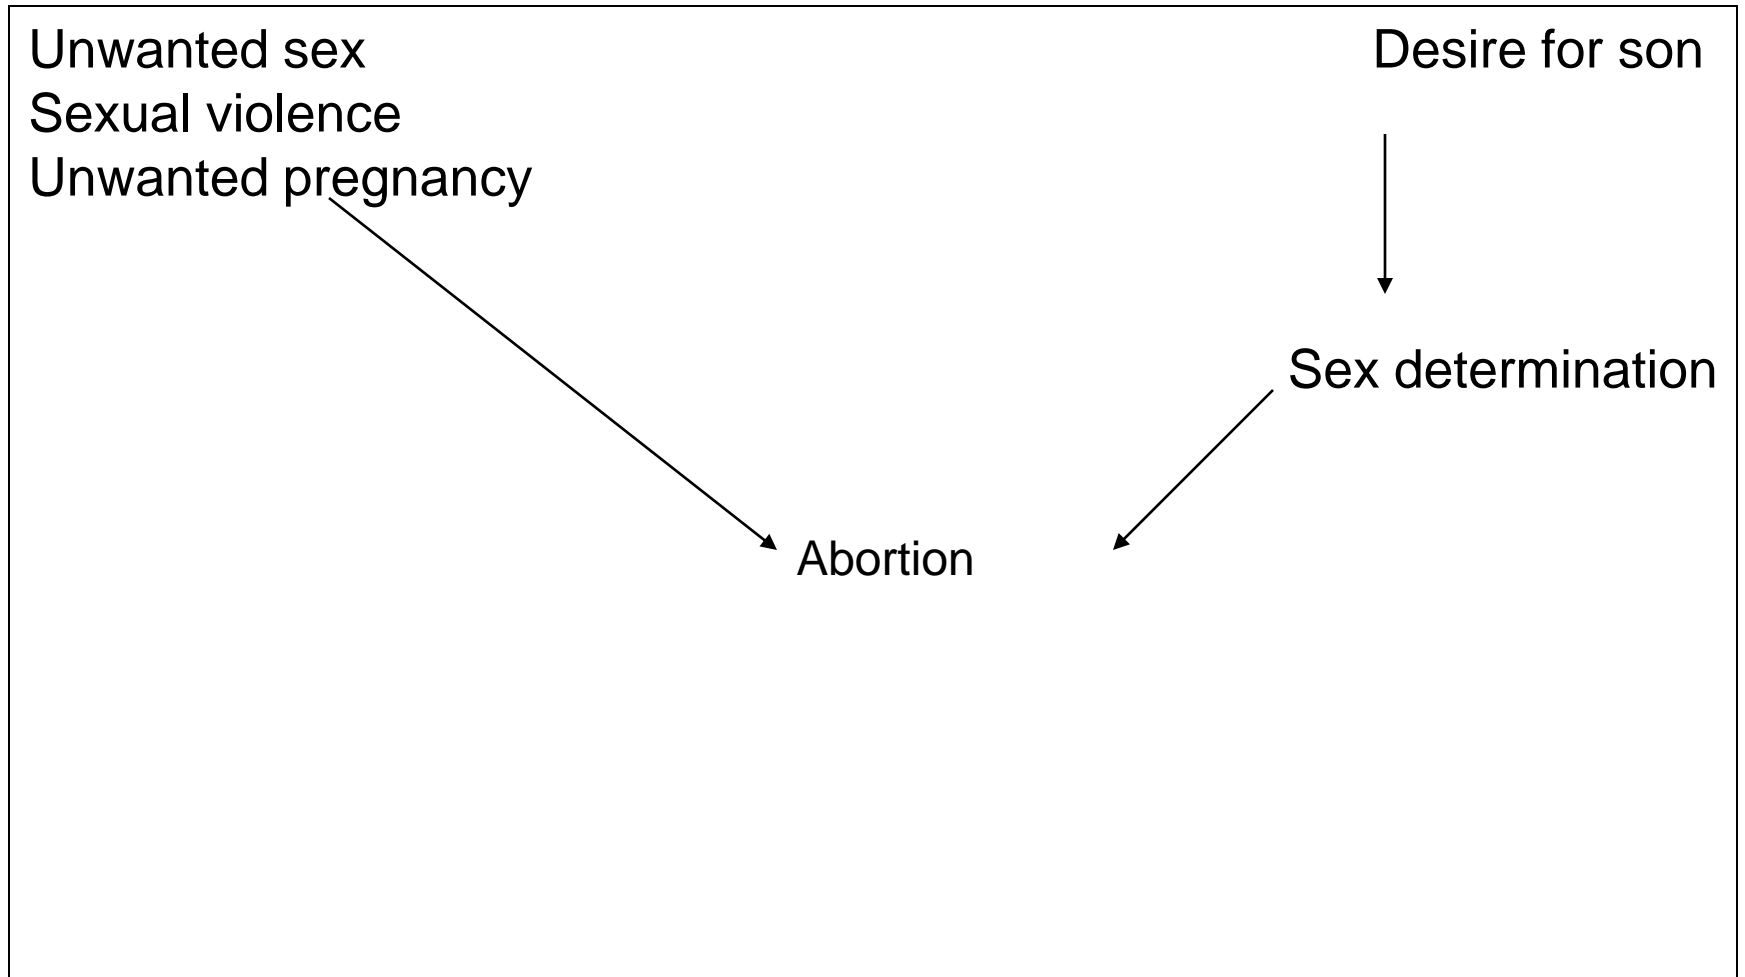 Unwanted sex
Sexual violence
Unwanted pregnancy
Desire for son
Sex determination
Abortion